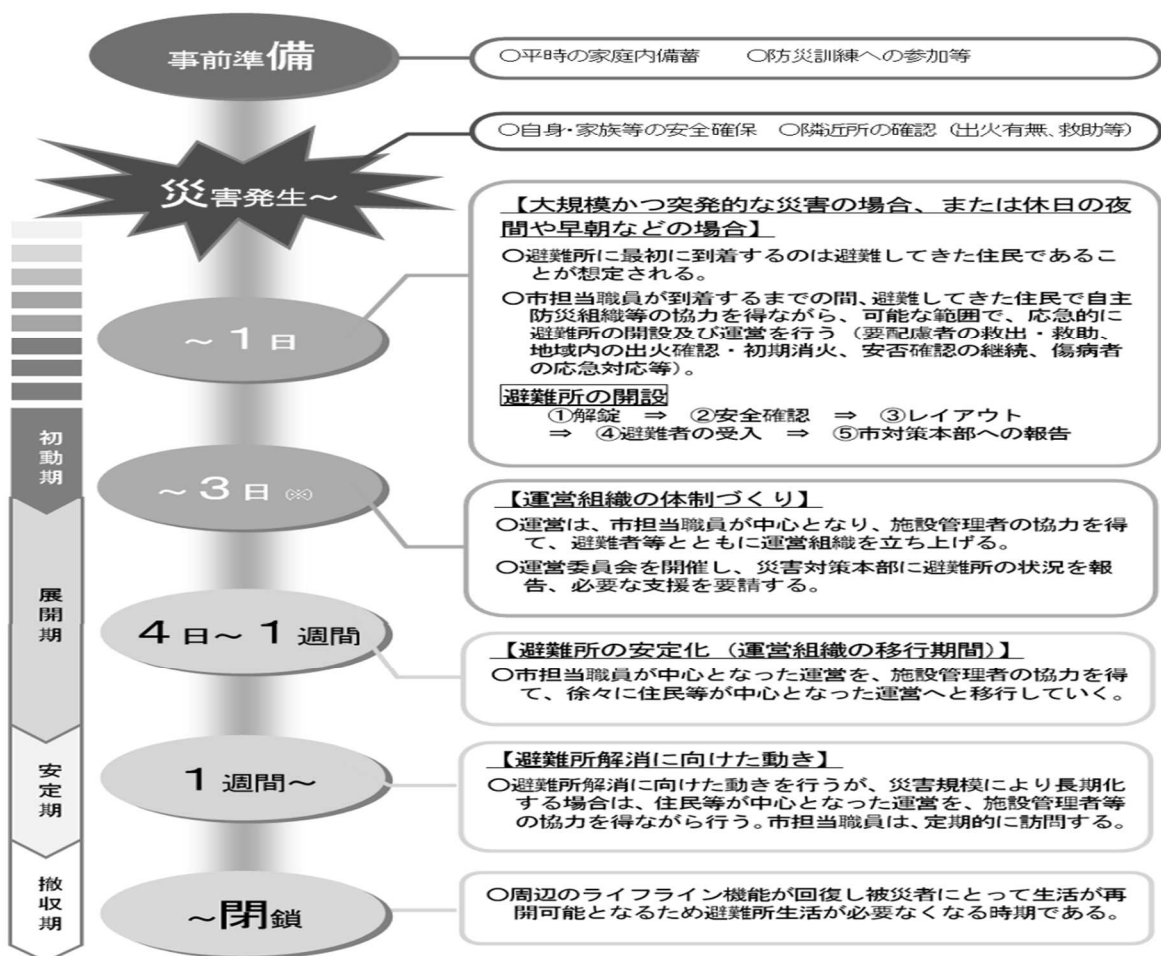 事前準備
○平時の家庭内備蓄　○防災訓練への参加等
災害発生～
○自身・家族等の安全確保　○隣近所の確認（出火有無、救助等）
～１日
【大規模かつ突発的な災害の場合、または休日の夜
間や早朝などの場合】
○避難所に最初に到着するのは避難してきた住民であるこ
とが想定される。
○市担当職員が到着するまでの間、避難してきた住民で自主
防災組織等の協力を得ながら、可能な範囲で、応急的に
避難所の開設及び運営を行う（要配慮者の救出・救助、
地域内の出火確認・初期消火、安否確認の継続、傷病者
の応急対応等）。
避難所の開設
①解錠　⇒　②安全確認　⇒　③レイアウト
⇒　④避難者の受入　⇒　⑤市対策本部への報告
初動期
～３日（※）
【運営組織の体制づくり】
○運営は、市担当職員が中心となり、施設管理者の協力を得
て、避難者等とともに運営組織を立ち上げる。
○運営委員会を開催し、災害対策本部に避難所の状況を報
告、必要な支援を要請する。
展開期
４日～１週間
【避難所の安定化（運営組織の移行期間）】
○市担当職員が中心となった運営を、施設管理者の協力を得
て、徐々に住民等が中心となった運営へと移行していく。
安定期
１週間～
【避難所解消に向けた動き】
○避難所解消に向けた動きを行うが、災害規模により長期化
する場合は、住民等が中心となった運営を、施設管理者等
の協力を得ながら行う。市担当職員は、定期的に訪問する。
撤収期
～閉鎖
○周辺のライフライン機能が回復し被災者にとって生活が再
開可能となるため避難所生活が必要なくなる時期である。